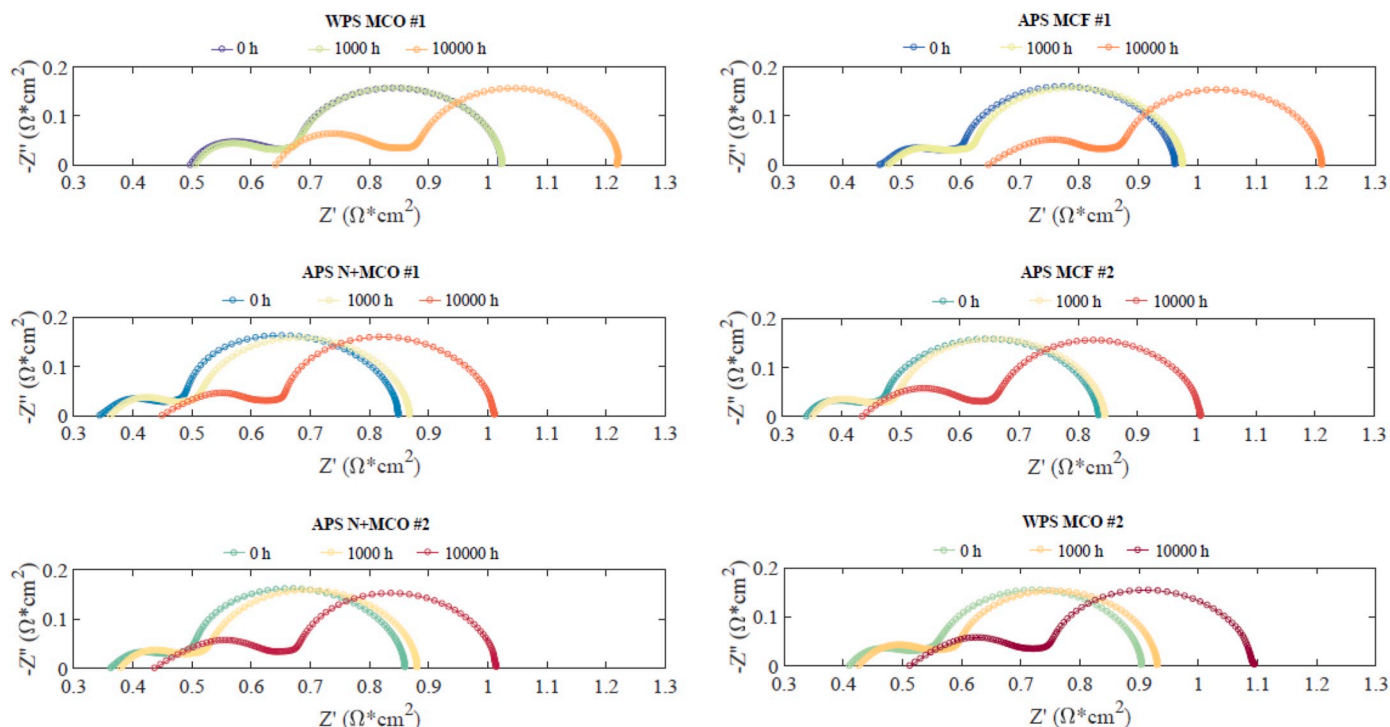 WPS MCO #1
0 h 1000 h 10000 h
0.2
0.1
0
-Z'' (Ω*cm²)
0.3 0.4 0.5 0.6 0.7 0.8 0.9 1 1.1 1.2 1.3
Z' (Ω*cm²)
APS MCF #1
0 h 1000 h 10000 h
0.2
0.1
0
-Z'' (Ω*cm²)
0.3 0.4 0.5 0.6 0.7 0.8 0.9 1 1.1 1.2 1.3
Z' (Ω*cm²)
APS N+MCO #1
0 h 1000 h 10000 h
0.2
0.1
0
-Z'' (Ω*cm²)
0.3 0.4 0.5 0.6 0.7 0.8 0.9 1 1.1 1.2 1.3
Z' (Ω*cm²)
APS MCF #2
0 h 1000 h 10000 h
0.2
0.1
0
-Z'' (Ω*cm²)
0.3 0.4 0.5 0.6 0.7 0.8 0.9 1 1.1 1.2 1.3
Z' (Ω*cm²)
APS N+MCO #2
0 h 1000 h 10000 h
0.2
0.1
0
-Z'' (Ω*cm²)
0.3 0.4 0.5 0.6 0.7 0.8 0.9 1 1.1 1.2 1.3
Z' (Ω*cm²)
WPS MCO #2
0 h 1000 h 10000 h
0.2
0.1
0
-Z'' (Ω*cm²)
0.3 0.4 0.5 0.6 0.7 0.8 0.9 1 1.1 1.2 1.3
Z' (Ω*cm²)